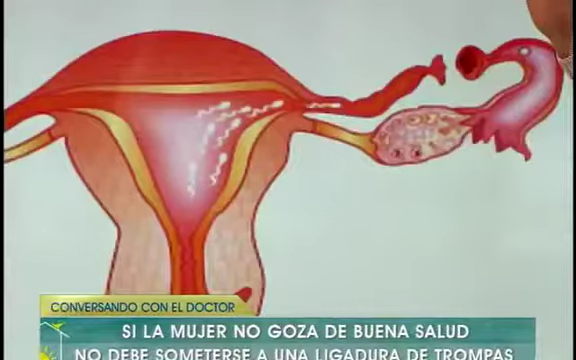 CONVERSANDO CON EL DOCTOR
SI LA MUJER NO GOZA DE BUENA SALUD
NO DEBE SOMETERSE A UNA LIGADURA DE TROMPAS